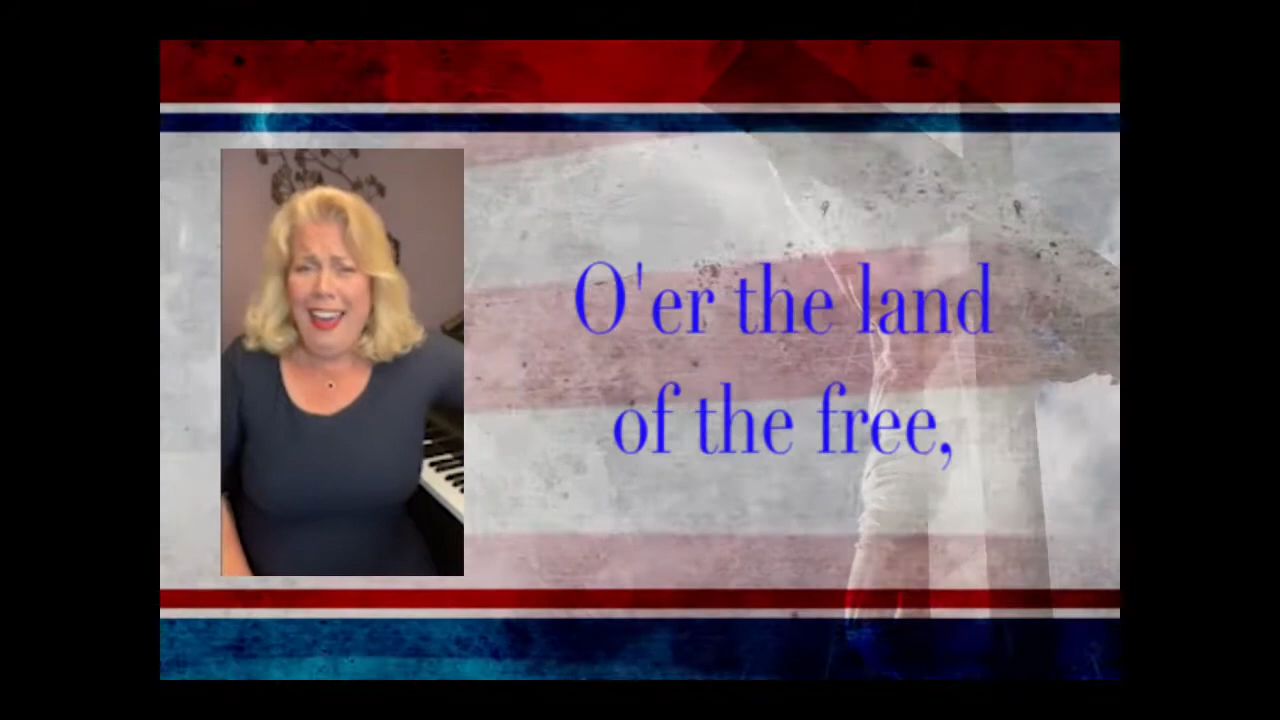 O'er the land
of the free,